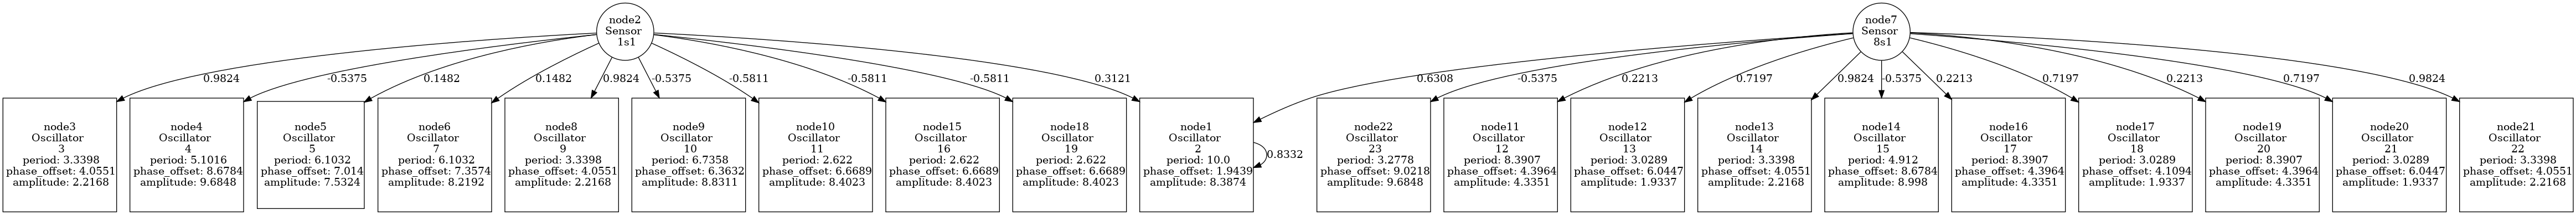 node2
Sensor
1s1
node7
Sensor
8s1
0.9824
-0.5375
0.1482
0.1482
0.9824
-0.5375
-0.5811
-0.5811
-0.5811
0.3121
0.6308
-0.5375
0.2213
0.7197
0.9824
-0.5375
0.2213
0.7197
0.2213
0.7197
0.9824
node3
Oscillator
3
period: 3.3398
phase_offset: 4.0551
amplitude: 2.2168
node4
Oscillator
4
period: 5.1016
phase_offset: 8.6784
amplitude: 9.6848
node5
Oscillator
5
period: 6.1032
phase_offset: 7.014
amplitude: 7.5324
node6
Oscillator
7
period: 6.1032
phase_offset: 7.3574
amplitude: 8.2192
node8
Oscillator
9
period: 3.3398
phase_offset: 4.0551
amplitude: 2.2168
node9
Oscillator
10
period: 6.7358
phase_offset: 6.3632
amplitude: 8.8311
node10
Oscillator
11
period: 2.622
phase_offset: 6.6689
amplitude: 8.4023
node15
Oscillator
16
period: 2.622
phase_offset: 6.6689
amplitude: 8.4023
node18
Oscillator
19
period: 2.622
phase_offset: 6.6689
amplitude: 8.4023
node1
Oscillator
2
period: 10.0
phase_offset: 1.9439
amplitude: 8.3874
0.8332
node22
Oscillator
23
period: 3.2778
phase_offset: 9.0218
amplitude: 9.6848
node11
Oscillator
12
period: 8.3907
phase_offset: 4.3964
amplitude: 4.3351
node12
Oscillator
13
period: 3.0289
phase_offset: 6.0447
amplitude: 1.9337
node13
Oscillator
14
period: 3.3398
phase_offset: 4.0551
amplitude: 2.2168
node14
Oscillator
15
period: 4.912
phase_offset: 8.6784
amplitude: 8.998
node16
Oscillator
17
period: 8.3907
phase_offset: 4.3964
amplitude: 4.3351
node17
Oscillator
18
period: 3.0289
phase_offset: 4.1094
amplitude: 1.9337
node19
Oscillator
20
period: 8.3907
phase_offset: 4.3964
amplitude: 4.3351
node20
Oscillator
21
period: 3.0289
phase_offset: 6.0447
amplitude: 1.9337
node21
Oscillator
22
period: 3.3398
phase_offset: 4.0551
amplitude: 2.2168